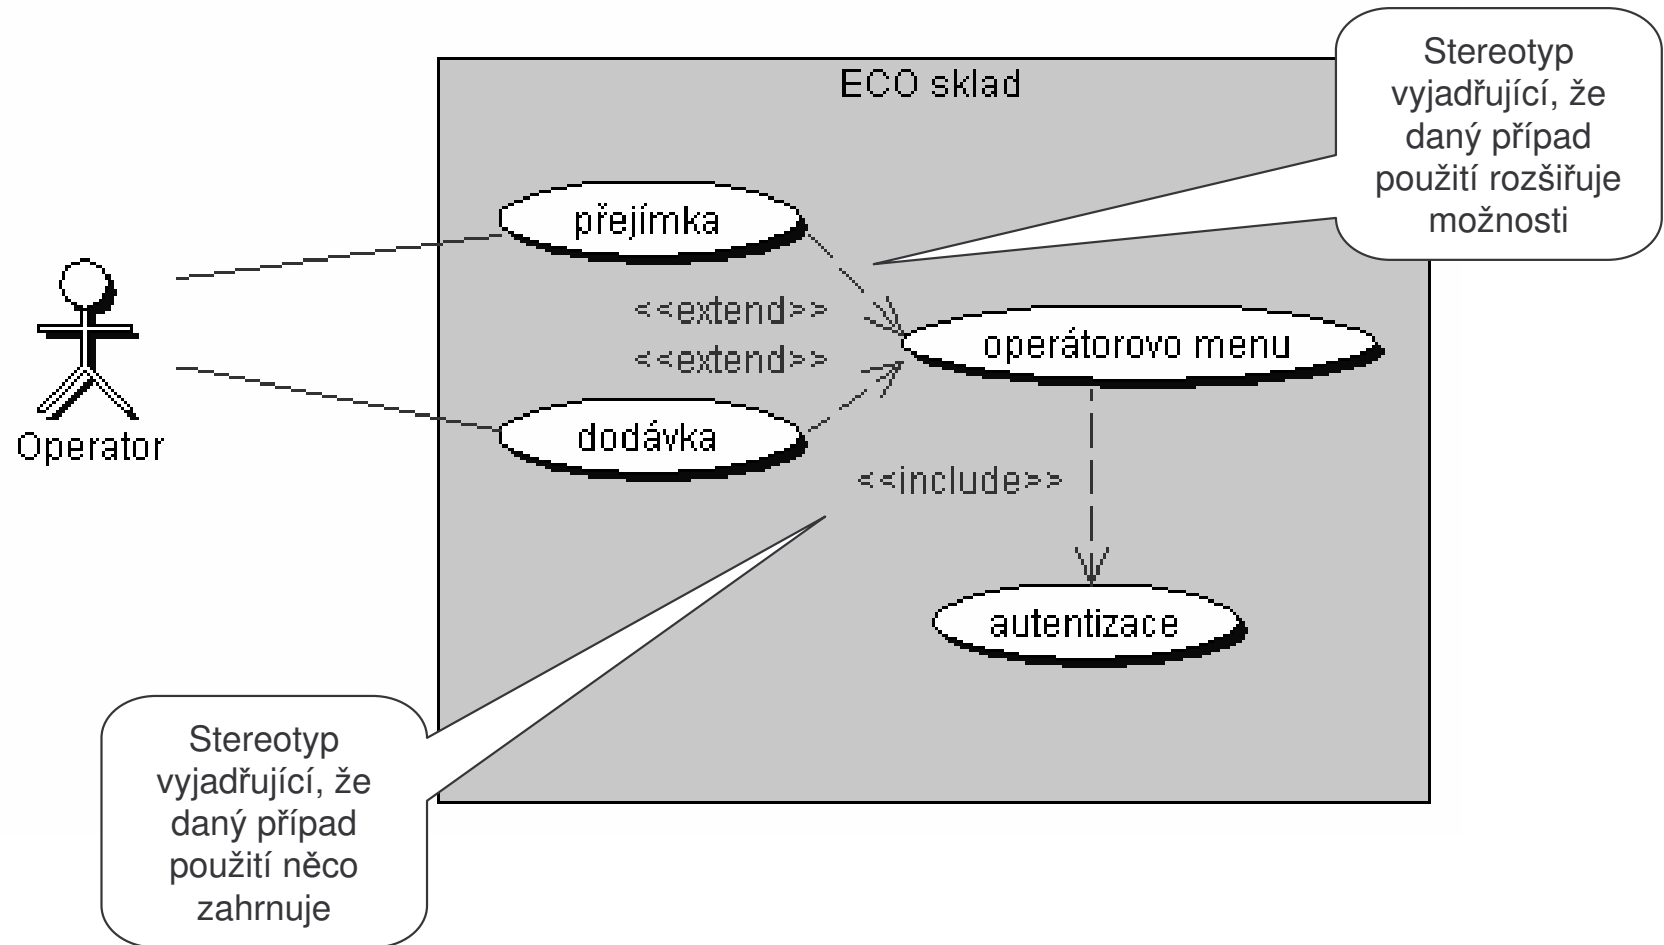 ECO sklad
Stereotyp
vyjadřující, že
daný případ
použití rozšiřuje
možnosti
přejímka
<<extend>>
<<extend>>
operátorovo menu
dodávka
Operator
<<include>>
autentizace
Stereotyp
vyjadřující, že
daný případ
použití něco
zahrnuje